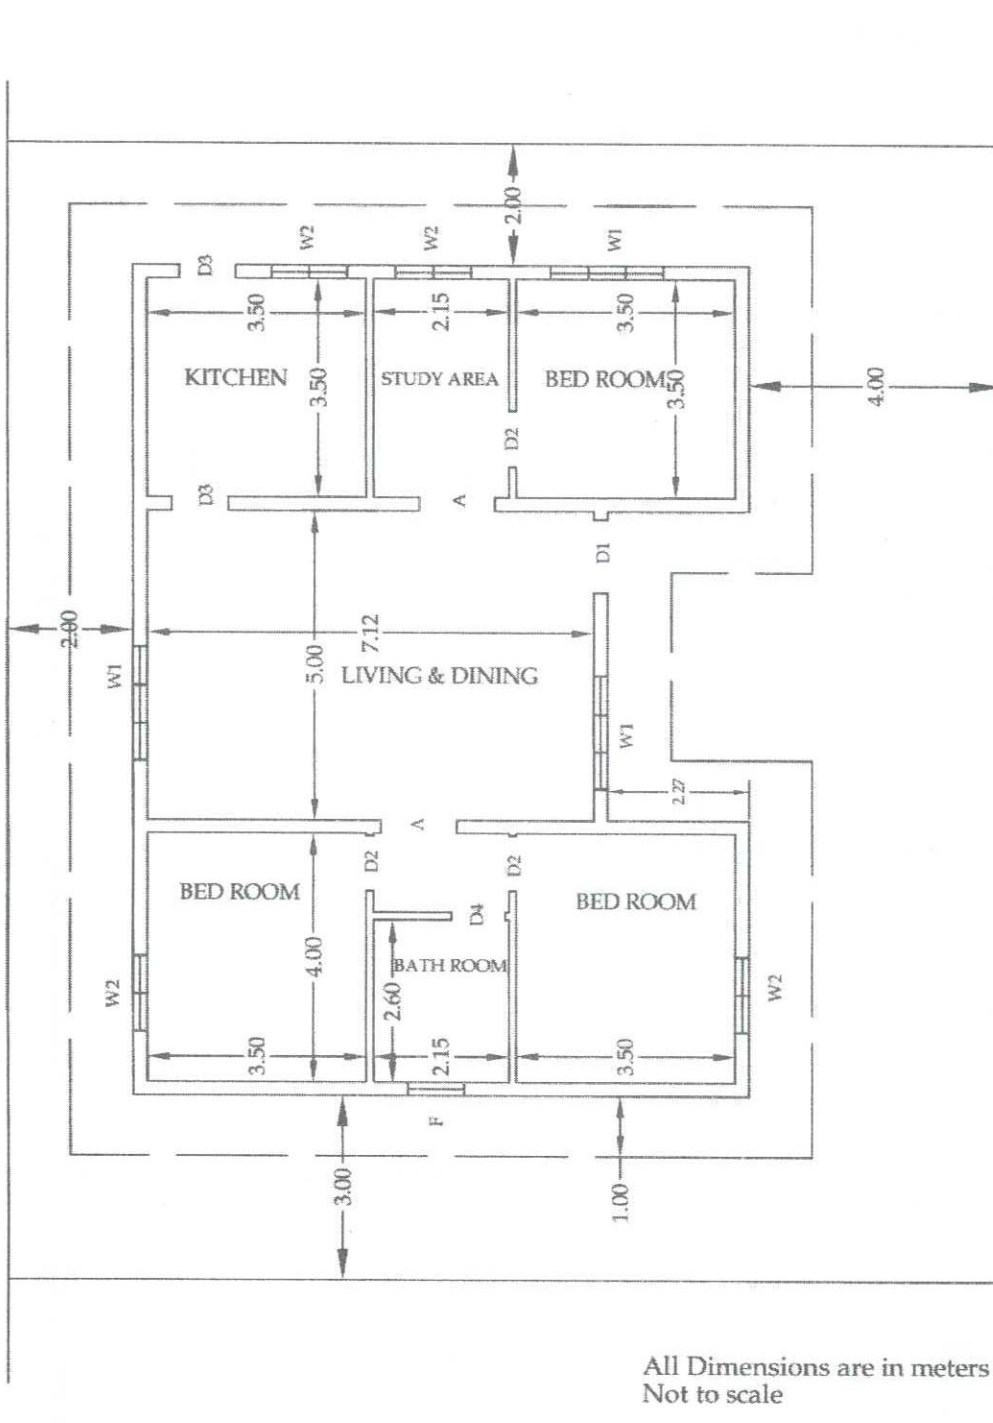 2.00
W2
W2
W1
D3
3.50
2.15
3.50
KITCHEN
3.50
STUDY AREA
BED ROOM
3.50
4.00
D2
D3
A
D1
2.00
7.12
5.00
LIVING & DINING
W1
W1
2.27
A
D2
D2
BED ROOM
BED ROOM
D4
4.00
BATH ROOM
2.60
W2
W2
3.50
2.15
3.50
F
3.00
1.00
All Dimensions are in meters
Not to scale